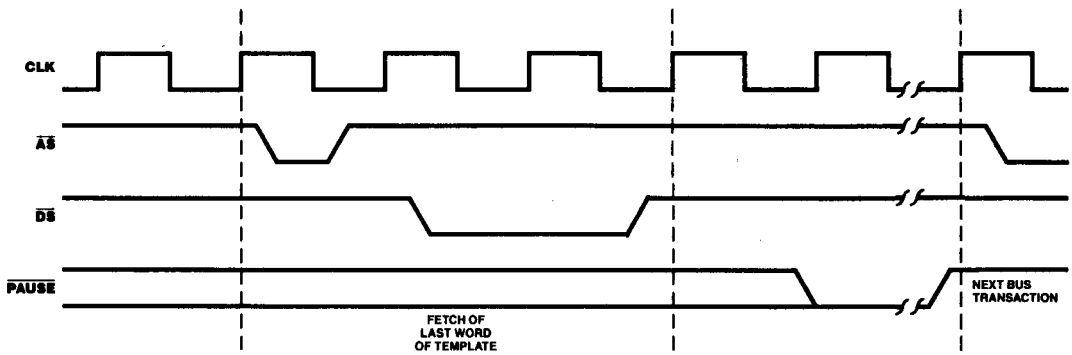 CLK
AS
DS
PAUSE
NEXT BUS
TRANSACTION
FETCH OF
LAST WORD
OF TEMPLATE